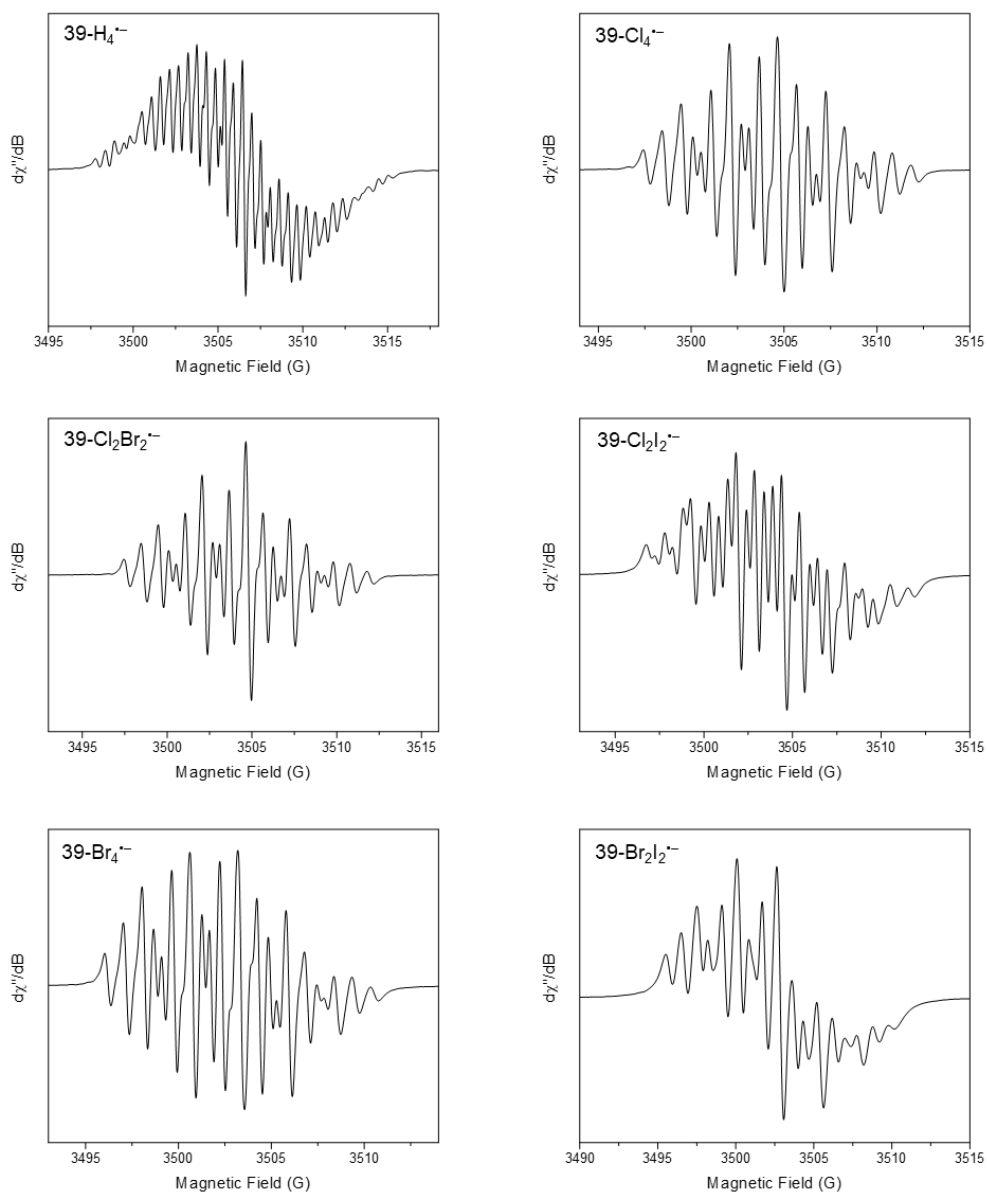 39-H₄•–
dχ''/dB
3495 3500 3505 3510 3515
Magnetic Field (G)
39-Cl₄•–
dχ''/dB
3495 3500 3505 3510 3515
Magnetic Field (G)
39-Cl₂Br₂•–
dχ''/dB
3495 3500 3505 3510 3515
Magnetic Field (G)
39-Cl₂I₂•–
dχ''/dB
3495 3500 3505 3510 3515
Magnetic Field (G)
39-Br₄•–
dχ''/dB
3495 3500 3505 3510
Magnetic Field (G)
39-Br₂I₂•–
dχ''/dB
3490 3495 3500 3505 3510 3515
Magnetic Field (G)